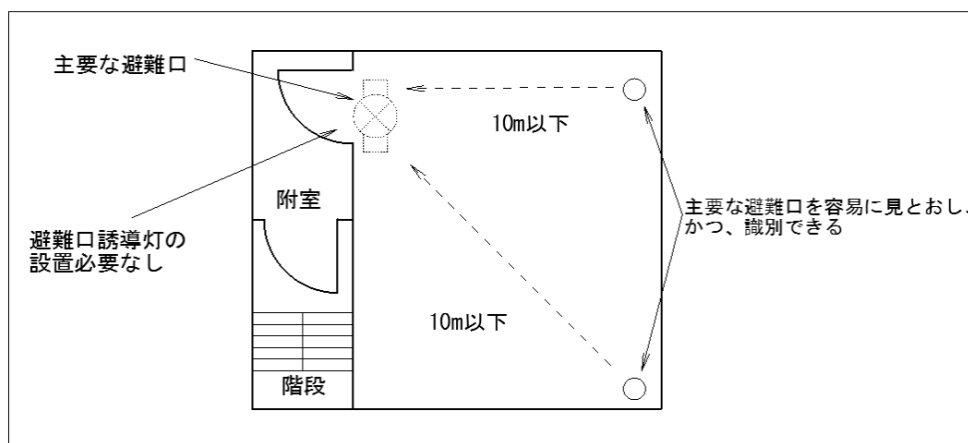 主要な避難口
10m以下
附室
主要な避難口を容易に見とおし、
かつ、識別できる
避難口誘導灯の
設置必要なし
10m以下
階段